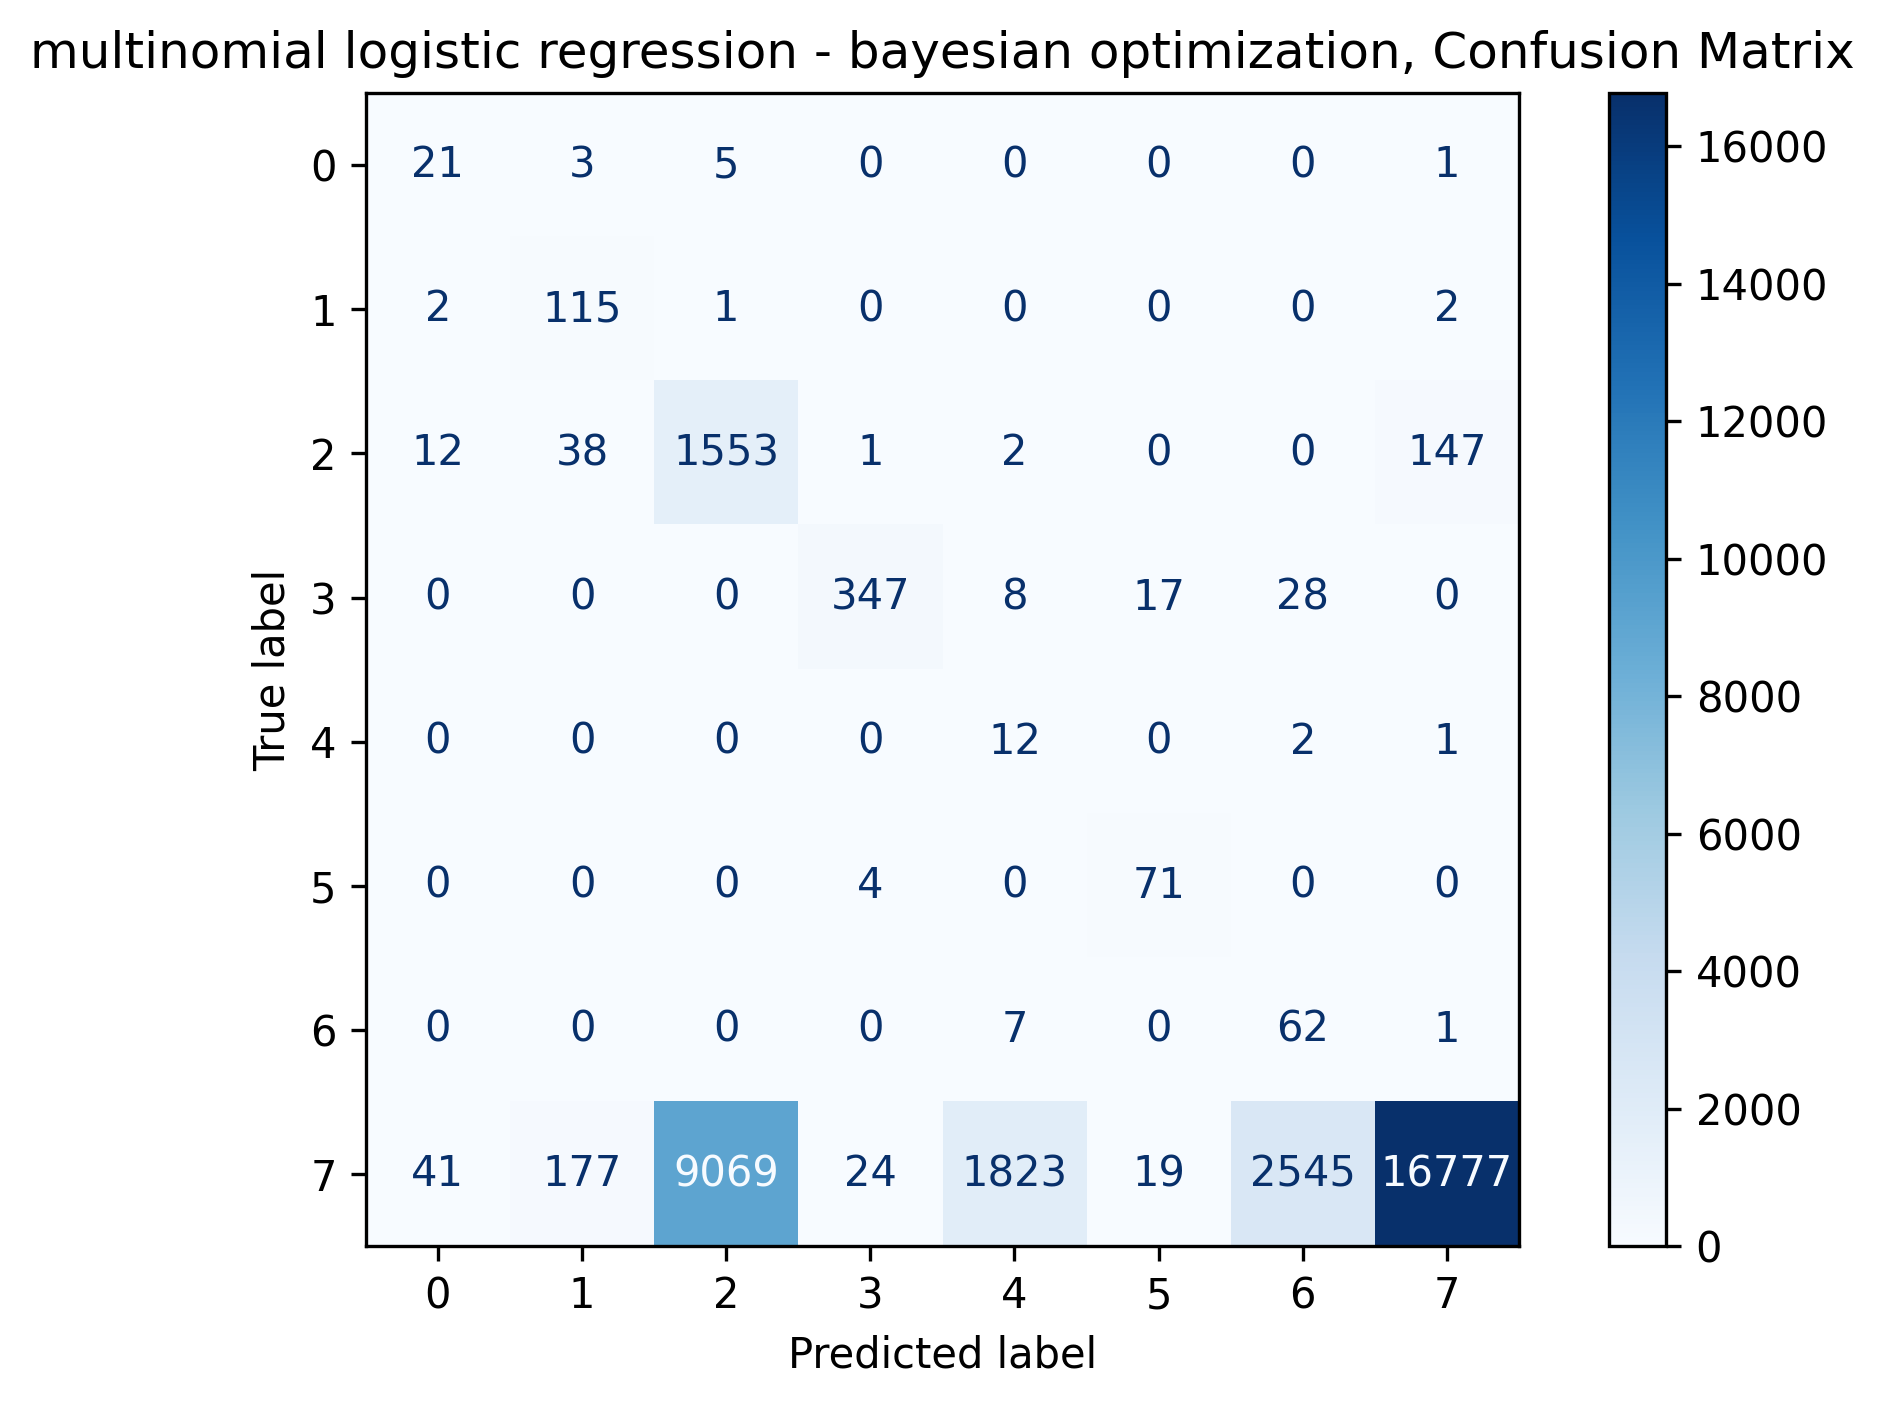 multinomial logistic regression - bayesian optimization, Confusion Matrix
0 21 3 5 0 0 0 0 1
1 2 115 1 0 0 0 0 2
2 12 38 1553 1 2 0 0 147
3 0 0 0 347 8 17 28 0
4 0 0 0 0 12 0 2 1
5 0 0 0 4 0 71 0 0
6 0 0 0 0 7 0 62 1
7 41 177 9069 24 1823 19 2545 16777
0 1 2 3 4 5 6 7
Predicted label
True label
16000
14000
12000
10000
8000
6000
4000
2000
0